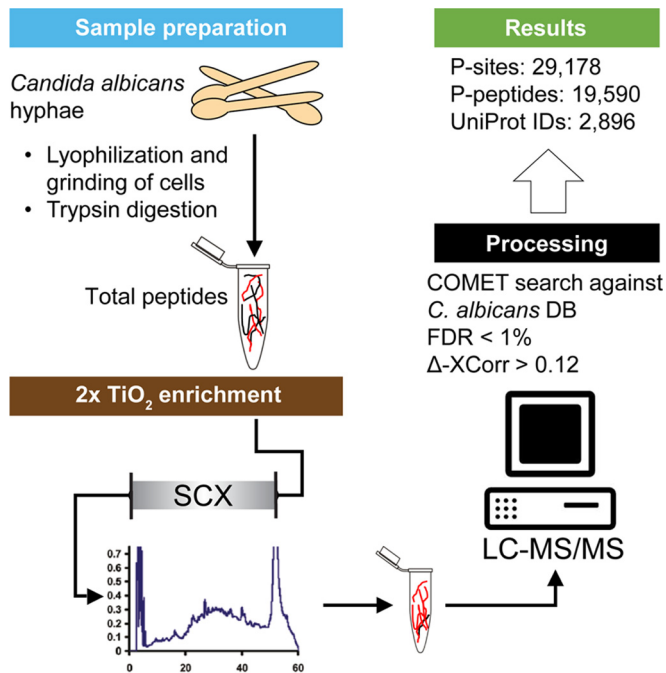 Sample preparation
Candida albicans
hyphae
• Lyophilization and
grinding of cells
• Trypsin digestion
Total peptides
2x TiO₂ enrichment
SCX
0.7
0.6
0.5
0.4
0.3
0.2
0.1
0
0
20
40
60
LC-MS/MS
Processing
COMET search against
C. albicans DB
FDR < 1%
Δ-XCorr > 0.12
Results
P-sites: 29,178
P-peptides: 19,590
UniProt IDs: 2,896